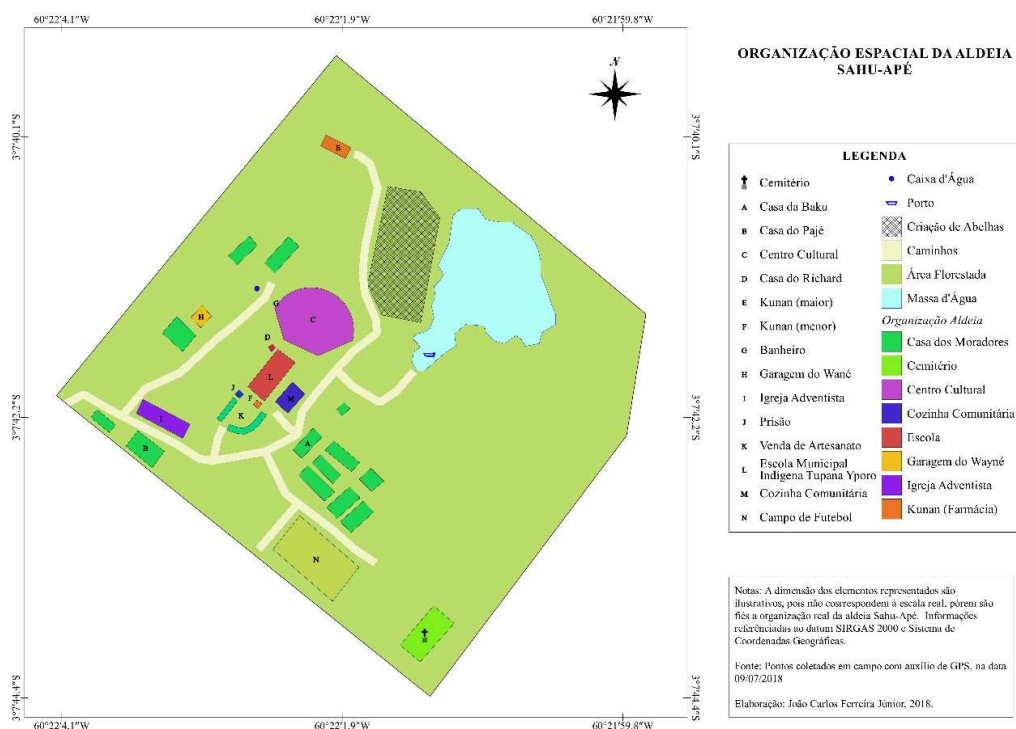 60°22'4.1"W 60°22'1.9"W 60°21'59.8"W
3°7'40.1"S
3°7'42.2"S
3°7'44.4"S
N
B
H
G
C
D
L
J
F
M
K
I
B
A
N
3°7'40.1"S
3°7'42.2"S
3°7'44.4"S
60°22'4.1"W 60°22'1.9"W 60°21'59.8"W
ORGANIZAÇÃO ESPACIAL DA ALDEIA
SAHU-APÉ
LEGENDA
Cemitério
A Casa da Baku
B Casa do Pajé
C Centro Cultural
D Casa do Richard
E Kunan (maior)
F Kunan (menor)
G Banheiro
H Garagem do Wané
I Igreja Adventista
J Prisão
K Venda de Artesanato
L Escola Municipal
Indígena Tupana Yporo
M Cozinha Comunitária
N Campo de Futebol
Caixa d'Água
Porto
Criação de Abelhas
Caminhos
Área Florestada
Massa d'Água
Organização Aldeia
Casa dos Moradores
Cemitério
Centro Cultural
Cozinha Comunitária
Escola
Garagem do Wayné
Igreja Adventista
Kunan (Farmácia)
Notas: A dimensão dos elementos representados são
ilustrativos, pois não cosrrespondem à escala real, pórem são
fiés a organização real da aldeia Sahu-Apé. Informações
referênciadas ao datum SIRGAS 2000 e Sistema de
Coordenadas Geográficas.
Fonte: Pontos coletados em campo com auxílio de GPS, na data
09/07/2018
Elaboração: João Carlos Ferreira Júnior, 2018.